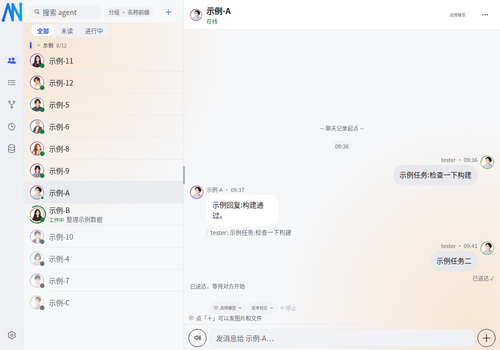 搜索 agent
分组 · 名称前缀
全部
未读
进行中
示例 8/12
示例-11
示例-12
示例-5
示例-6
示例-8
示例-9
示例-A
示例-B
工作中 整理示例数据
示例-10
示例-4
示例-7
示例-C
示例-A
在线
选择模型
-- 聊天记录起点 --
09:36
tester · 09:36
示例任务:检查一下构建
示例-A · 09:37
示例回复:构建通过。
tester: 示例任务:检查一下构建
tester · 09:41
示例任务二
已送达 ✓
已送达，等待对方开始
选择模型
停止
点「＋」可以发图片和文件
发消息给 示例-A…